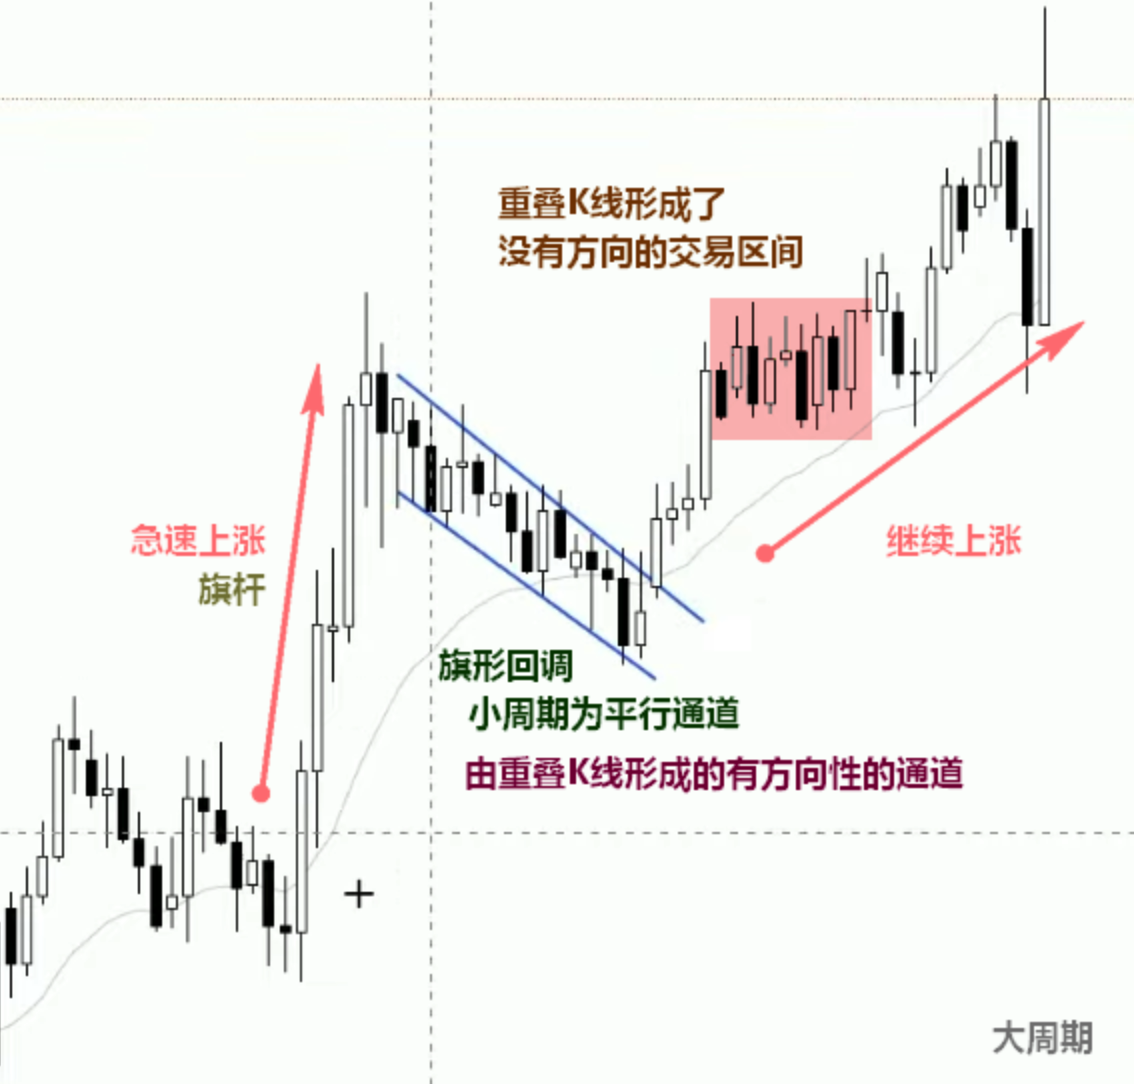 重叠K线形成了
没有方向的交易区间
急速上涨
旗杆
继续上涨
旗形回调
小周期为平行通道
由重叠K线形成的有方向性的通道
大周期